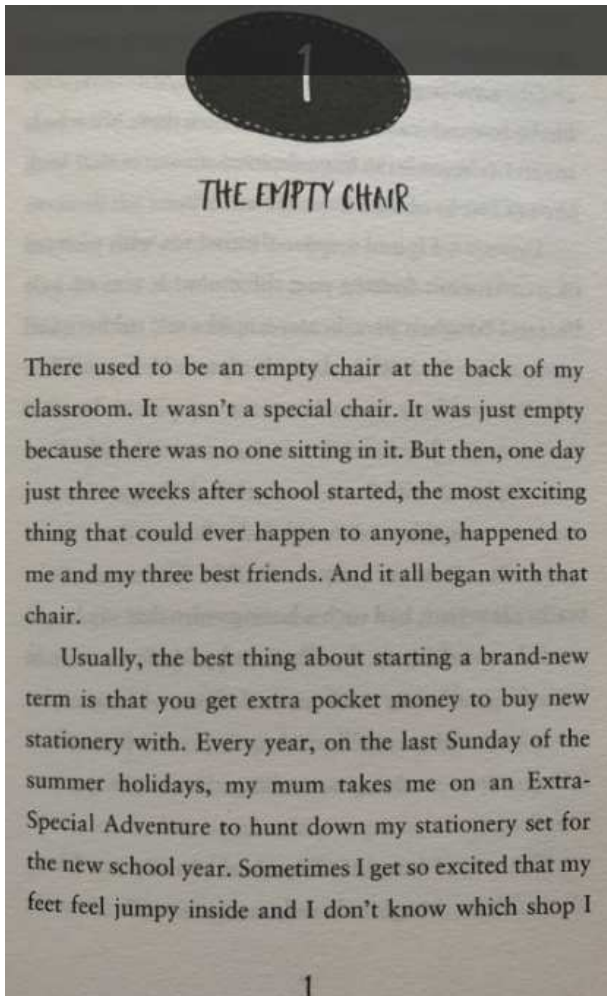 1
THE EMPTY CHAIR
There used to be an empty chair at the back of my
classroom. It wasn't a special chair. It was just empty
because there was no one sitting in it. But then, one day
just three weeks after school started, the most exciting
thing that could ever happen to anyone, happened to
me and my three best friends. And it all began with that
chair.
Usually, the best thing about starting a brand-new
term is that you get extra pocket money to buy new
stationery with. Every year, on the last Sunday of the
summer holidays, my mum takes me on an Extra-
Special Adventure to hunt down my stationery set for
the new school year. Sometimes I get so excited that my
feet feel jumpy inside and I don't know which shop I
1